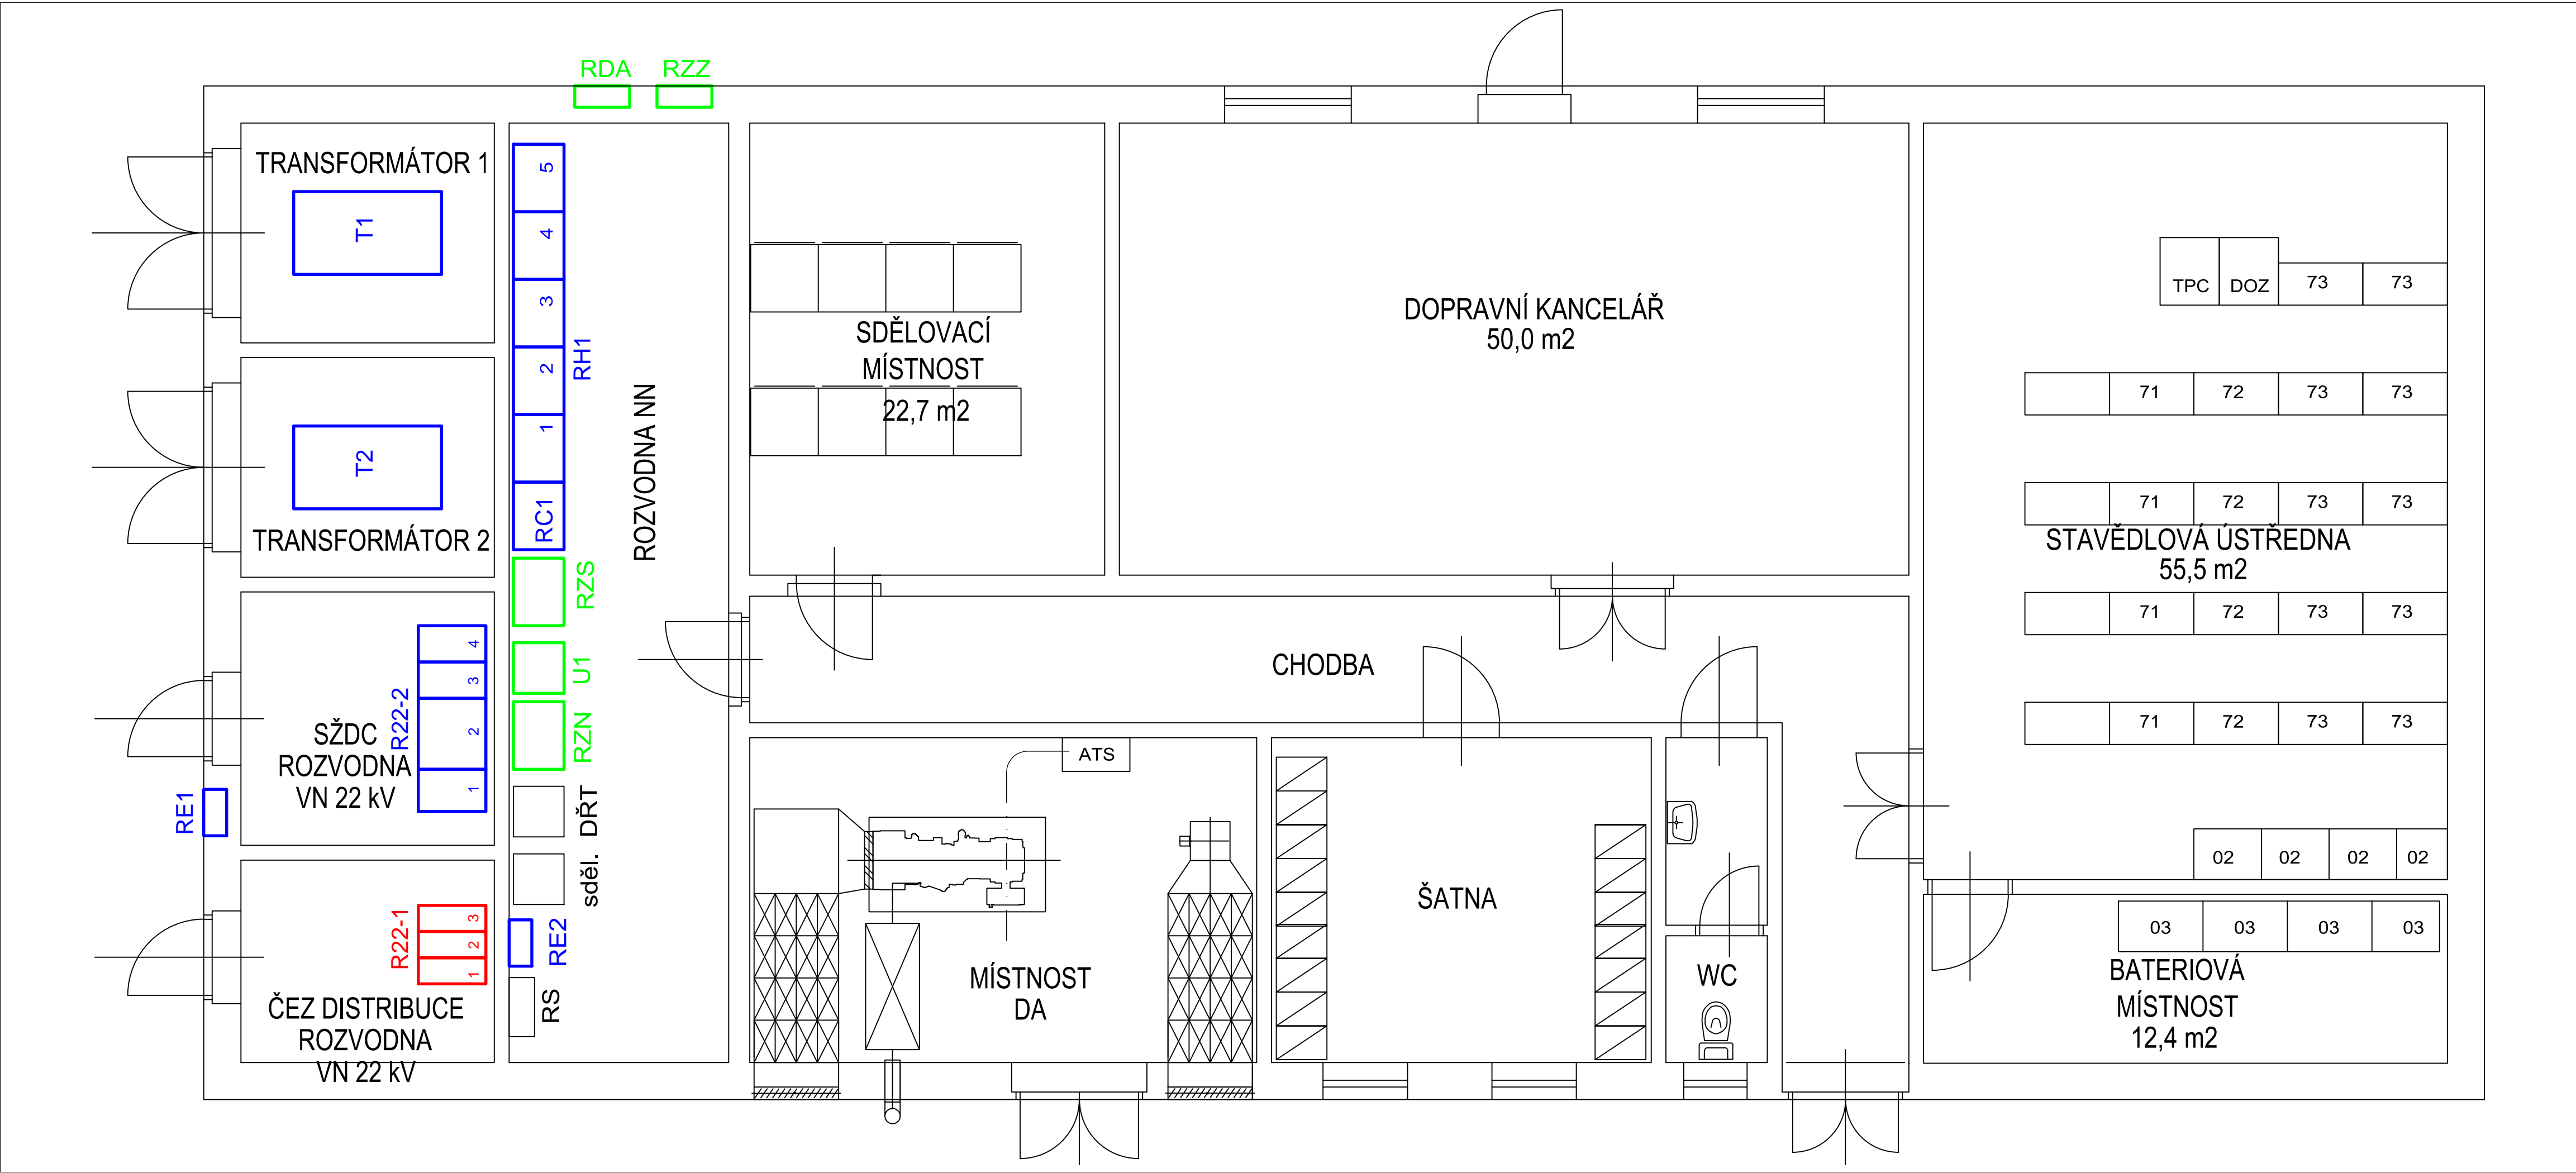 RDA
RZZ
TRANSFORMÁTOR 1
T1
T2
TRANSFORMÁTOR 2
SŽDC
ROZVODNA
VN 22 kV
R22-2
4
3
2
1
RE1
R22-1
3
2
1
ČEZ DISTRIBUCE
ROZVODNA
VN 22 kV
5
4
3
2
1
RC1
RH1
RZS
U1
RZN
DŘT
sděl.
RE2
RS
ROZVODNA NN
SDĚLOVACÍ
MÍSTNOST
22,7 m2
DOPRAVNÍ KANCELÁŘ
50,0 m2
CHODBA
ATS
MÍSTNOST
DA
ŠATNA
WC
TPC DOZ 73 73
71 72 73 73
71 72 73 73
STAVĚDLOVÁ ÚSTŘEDNA
55,5 m2
71 72 73 73
71 72 73 73
02 02 02 02
03 03 03 03
BATERIOVÁ
MÍSTNOST
12,4 m2